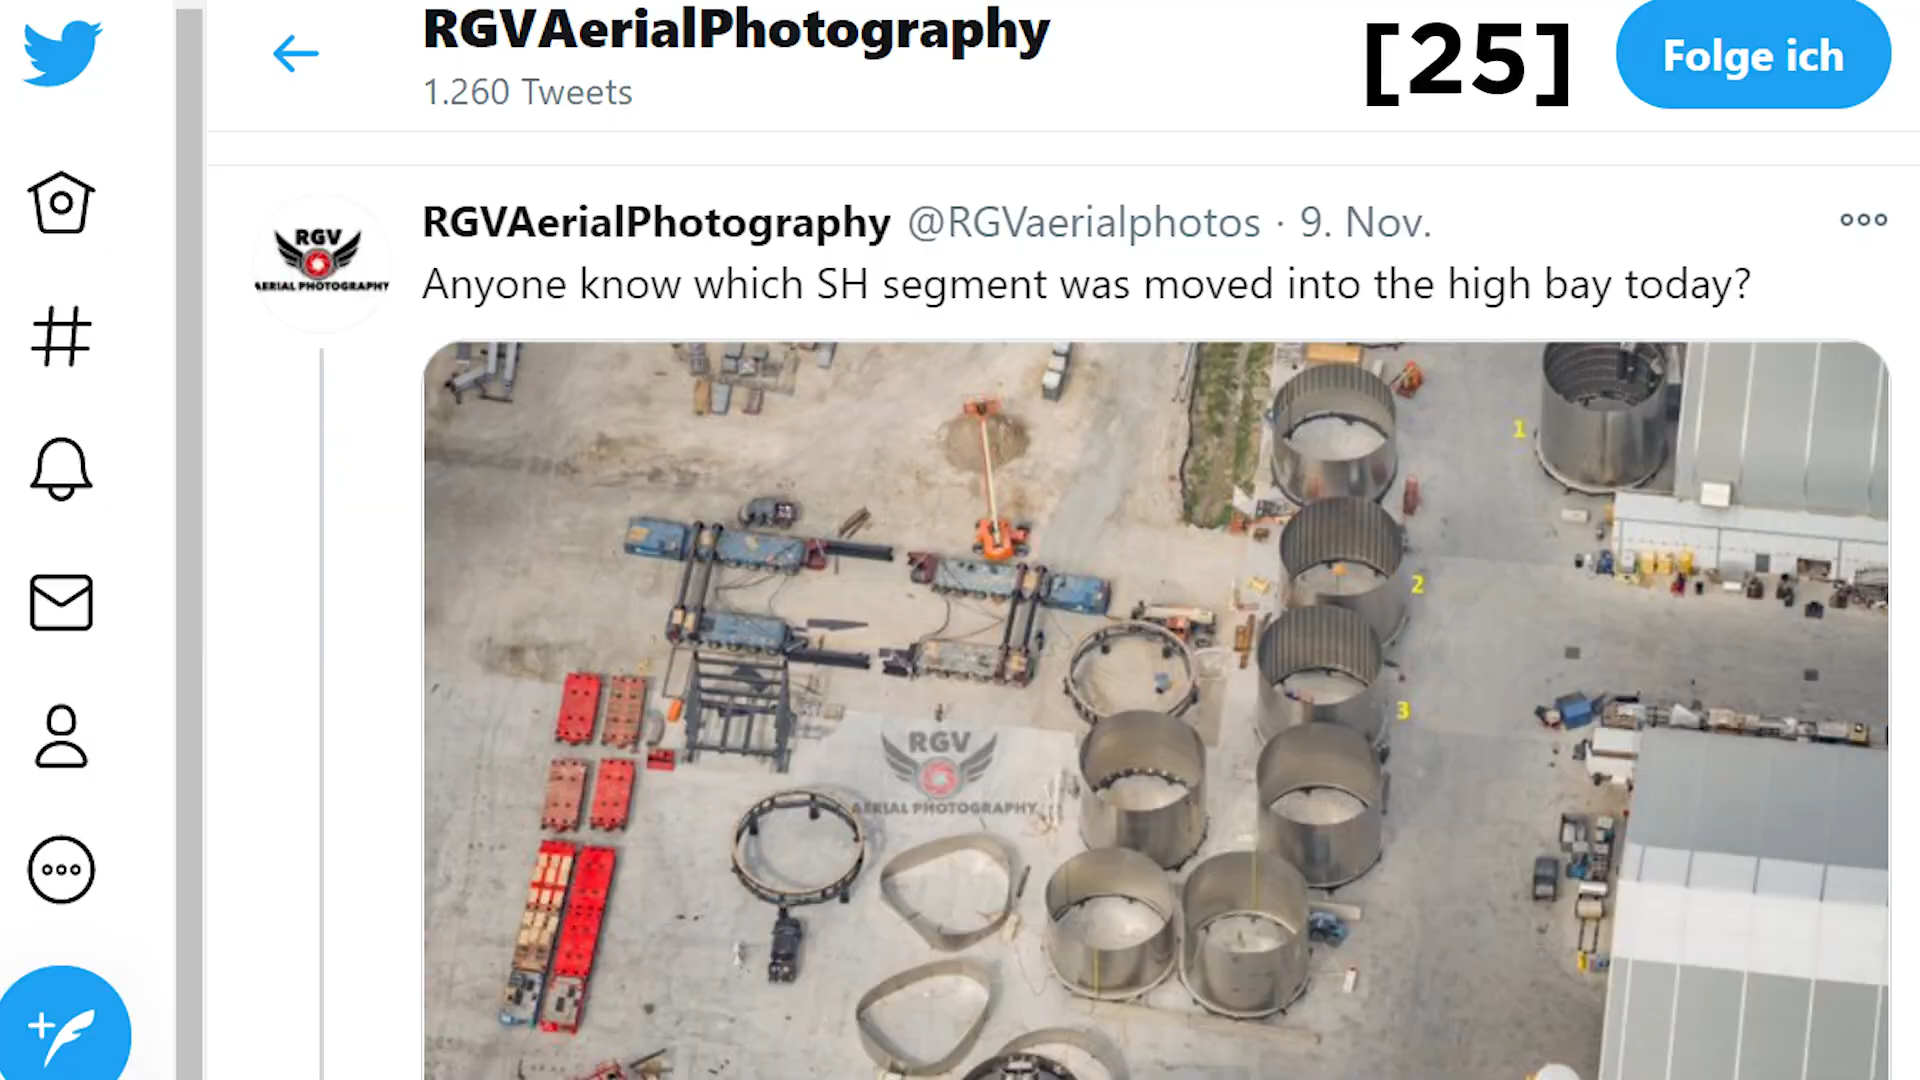 RGVAerialPhotography
1.260 Tweets
[25]
Folge ich
RGV
AERIAL PHOTOGRAPHY
RGVAerialPhotography @RGVaerialphotos · 9. Nov.
Anyone know which SH segment was moved into the high bay today?
1
2
3
RGV
AERIAL PHOTOGRAPHY